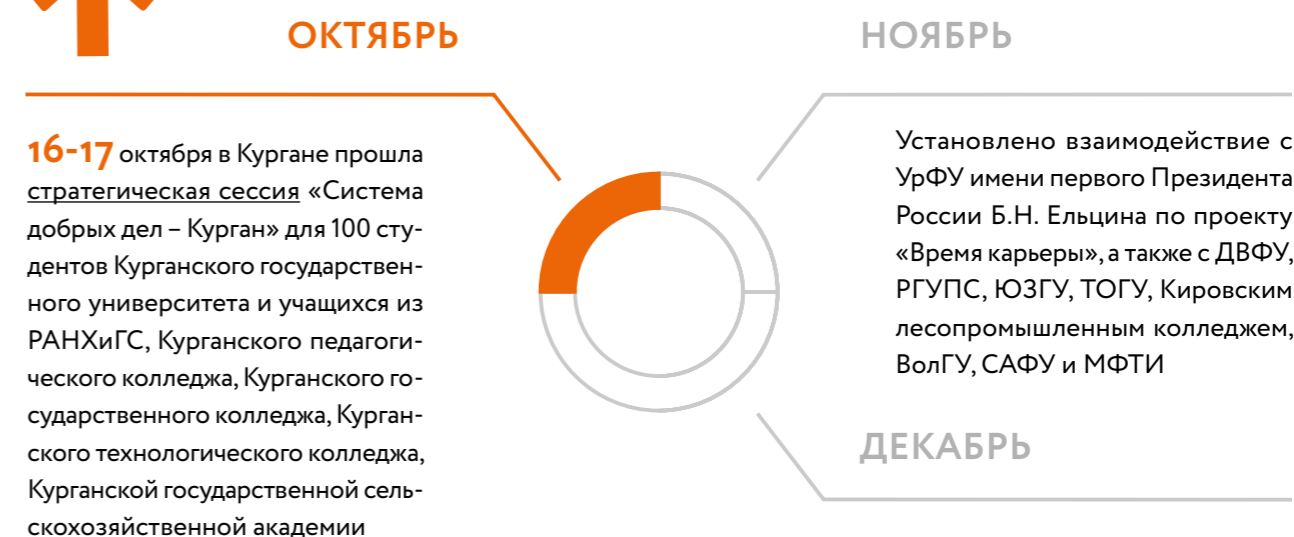 ОКТЯБРЬ
16-17 октября в Кургане прошла
стратегическая сессия «Система
добрых дел – Курган» для 100 сту-
дентов Курганского государствен-
ного университета и учащихся из
РАНХиГС, Курганского педагоги-
ческого колледжа, Курганского го-
сударственного колледжа, Курган-
ского технологического колледжа,
Курганской государственной сель-
скохозяйственной академии
НОЯБРЬ
Установлено взаимодействие с
УрФУ имени первого Президента
России Б.Н. Ельцина по проекту
«Время карьеры», а также с ДВФУ,
РГУПС, ЮЗГУ, ТОГУ, Кировским
лесопромышленным колледжем,
ВолГУ, САФУ и МФТИ
ДЕКАБРЬ